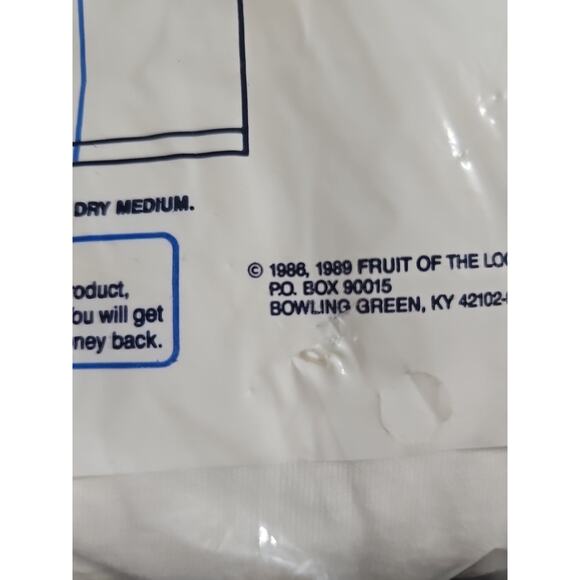 DRY MEDIUM.
roduct,
ou will get
ney back.
© 1986, 1989 FRUIT OF THE LOO
P.O. BOX 90015
BOWLING GREEN, KY 42102-